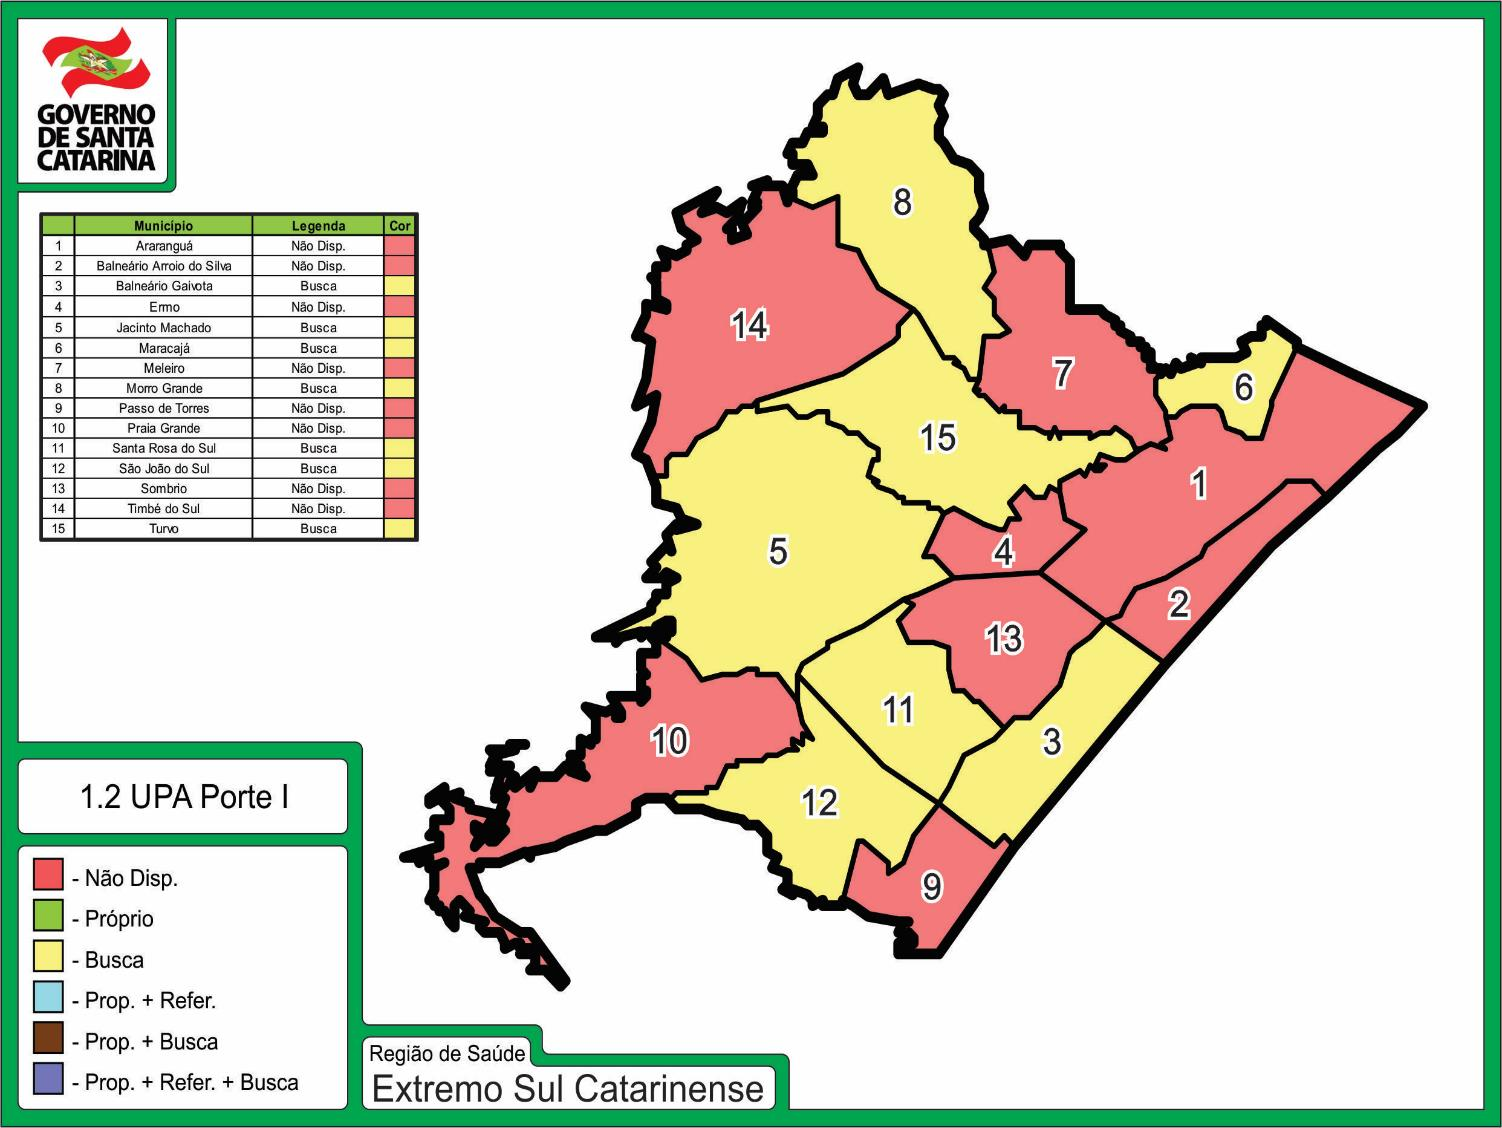 GOVERNO
DE SANTA
CATARINA
Município Legenda Cor
1 Araranguá Não Disp.
2 Balneário Arroio do Silva Não Disp.
3 Balneário Gaivota Busca
4 Ermo Não Disp.
5 Jacinto Machado Busca
6 Maracajá Busca
7 Meleiro Não Disp.
8 Morro Grande Busca
9 Passo de Torres Não Disp.
10 Praia Grande Não Disp.
11 Santa Rosa do Sul Busca
12 São João do Sul Busca
13 Sombrio Não Disp.
14 Timbé do Sul Não Disp.
15 Turvo Busca
8
14
7
6
15
1
5
4
2
13
11
10
3
12
9
1.2 UPA Porte I
- Não Disp.
- Próprio
- Busca
- Prop. + Refer.
- Prop. + Busca
- Prop. + Refer. + Busca
Região de Saúde
Extremo Sul Catarinense